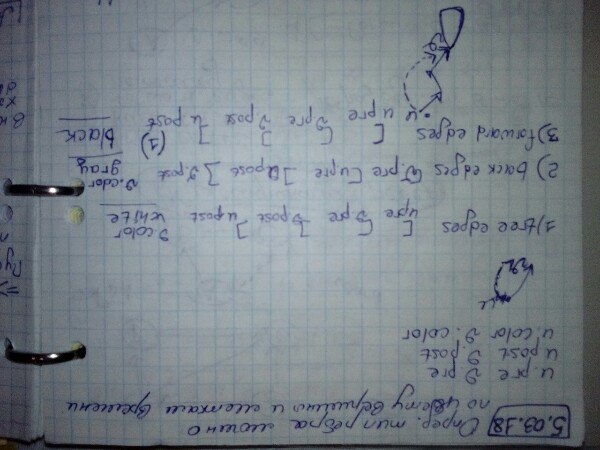 5.03.18 Опред. тип ребра можно
по цвету вершины и меткам времени
u.pre v.pre
u.post v.post
u.color v.color
u
v
1) tree edges [ u.pre [ v.pre ] v.post ] u.post v.color white
2) back edges [ v.pre [ u.pre ] u.post ] v.post v.color gray
3) forward edges [ u.pre [ v.pre ] v.post ] u.post (1) black
u
v